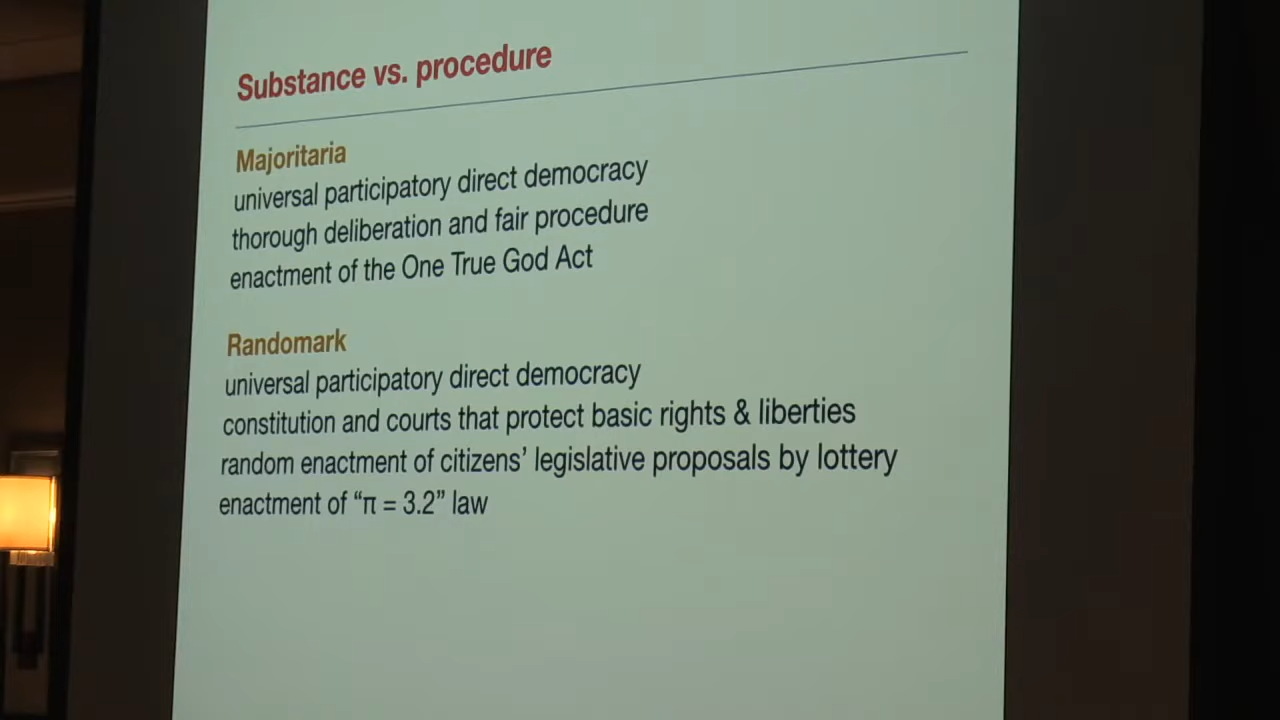 Substance vs. procedure
Majoritaria
universal participatory direct democracy
thorough deliberation and fair procedure
enactment of the One True God Act
Randomark
universal participatory direct democracy
constitution and courts that protect basic rights & liberties
random enactment of citizens’ legislative proposals by lottery
enactment of “π = 3.2” law